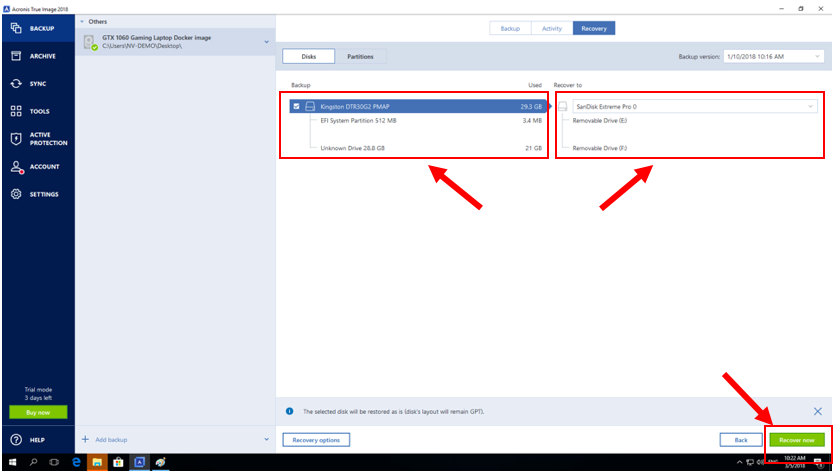 Acronis True Image 2018
BACKUP
ARCHIVE
SYNC
TOOLS
ACTIVE
PROTECTION
ACCOUNT
SETTINGS
Trial mode
3 days left
Buy now
HELP
Others
GTX 1060 Gaming Laptop Docker image
C:\Users\NV-DEMO\Desktop\
Add backup
Backup Activity Recovery
Disks Partitions Backup version: 1/10/2018 10:16 AM
Backup Used Recover to
Kingston DTR30G2 PMAP 29.3 GB SanDisk Extreme Pro 0
EFI System Partition 512 MB 3.4 MB Removable Drive (E:)
Unknown Drive 28.8 GB 21 GB Removable Drive (F:)
The selected disk will be restored as is (disk's layout will remain GPT).
Recovery options Back Recover now
10:22 AM
3/5/2018